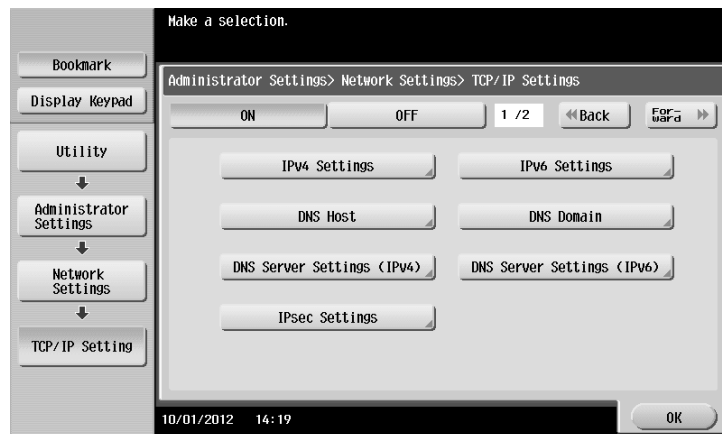 Make a selection.
Bookmark
Display Keypad
Utility
Administrator
Settings
Network
Settings
TCP/IP Setting
Administrator Settings> Network Settings> TCP/IP Settings
ON
OFF
1 /2
Back
For-
ward
IPv4 Settings
IPv6 Settings
DNS Host
DNS Domain
DNS Server Settings (IPv4)
DNS Server Settings (IPv6)
IPsec Settings
10/01/2012 14:19
OK